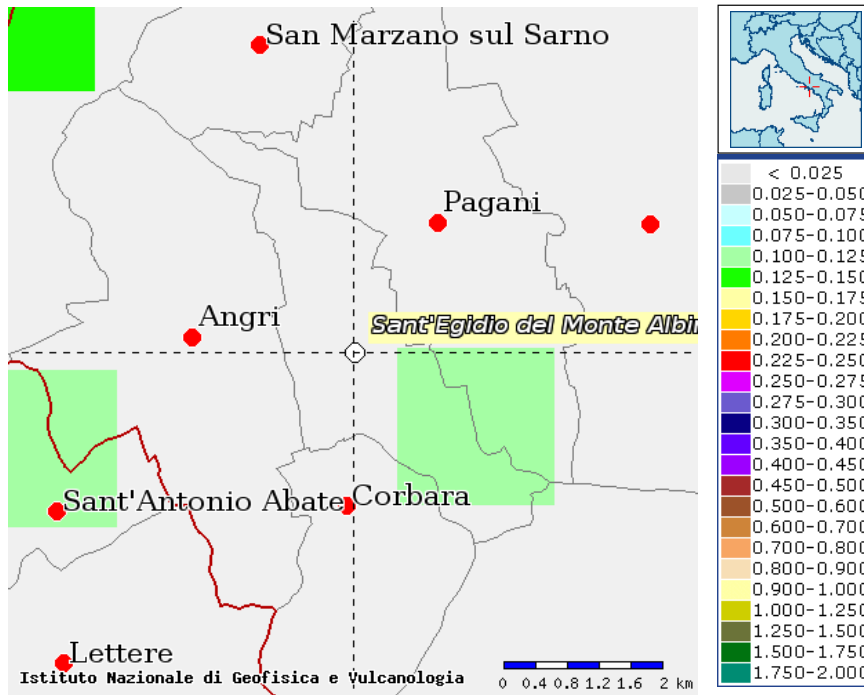 San Marzano sul Sarno
Pagani
Angri
Sant'Egidio del Monte Albi
Sant'Antonio Abate
Corbara
Lettere
Istituto Nazionale di Geofisica e Vulcanologia
0 0.4 0.8 1.2 1.6 2 km
< 0.025
0.025-0.050
0.050-0.075
0.075-0.100
0.100-0.125
0.125-0.150
0.150-0.175
0.175-0.200
0.200-0.225
0.225-0.250
0.250-0.275
0.275-0.300
0.300-0.350
0.350-0.400
0.400-0.450
0.450-0.500
0.500-0.600
0.600-0.700
0.700-0.800
0.800-0.900
0.900-1.000
1.000-1.250
1.250-1.500
1.500-1.750
1.750-2.000